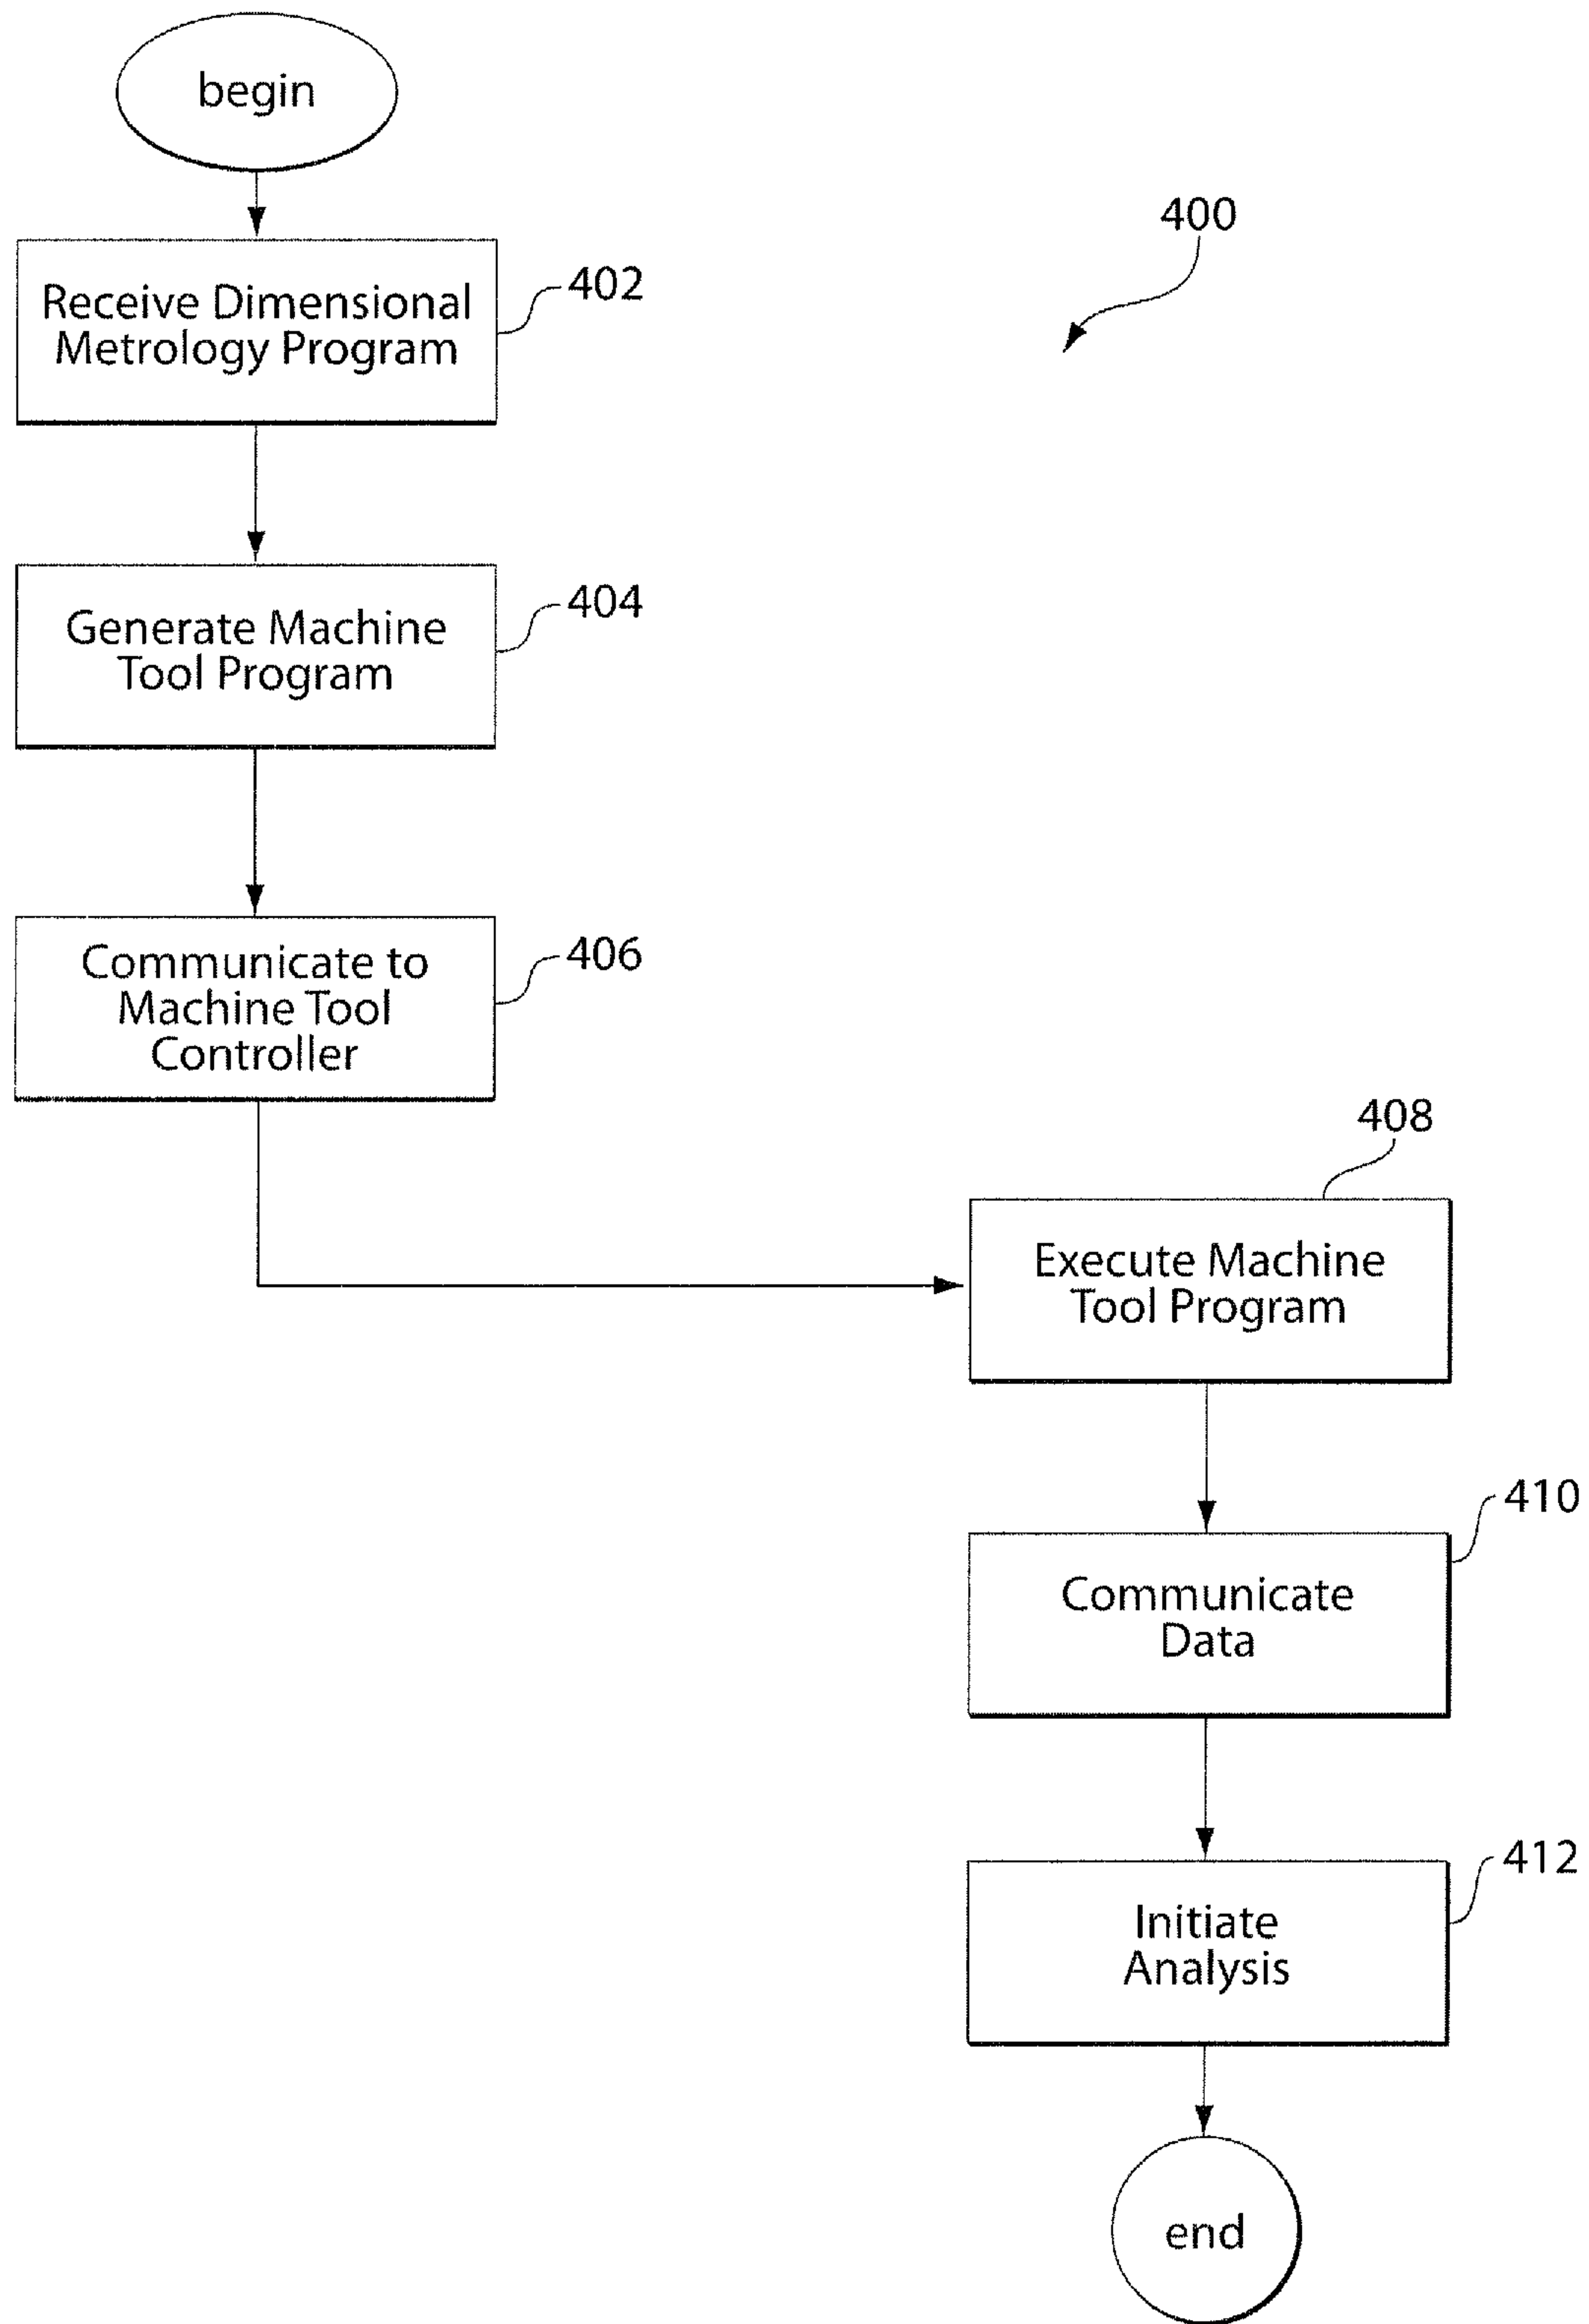 begin
400
Receive Dimensional
Metrology Program
402
Generate Machine
Tool Program
404
Communicate to
Machine Tool
Controller
406
408
Execute Machine
Tool Program
410
Communicate
Data
412
Initiate
Analysis
end